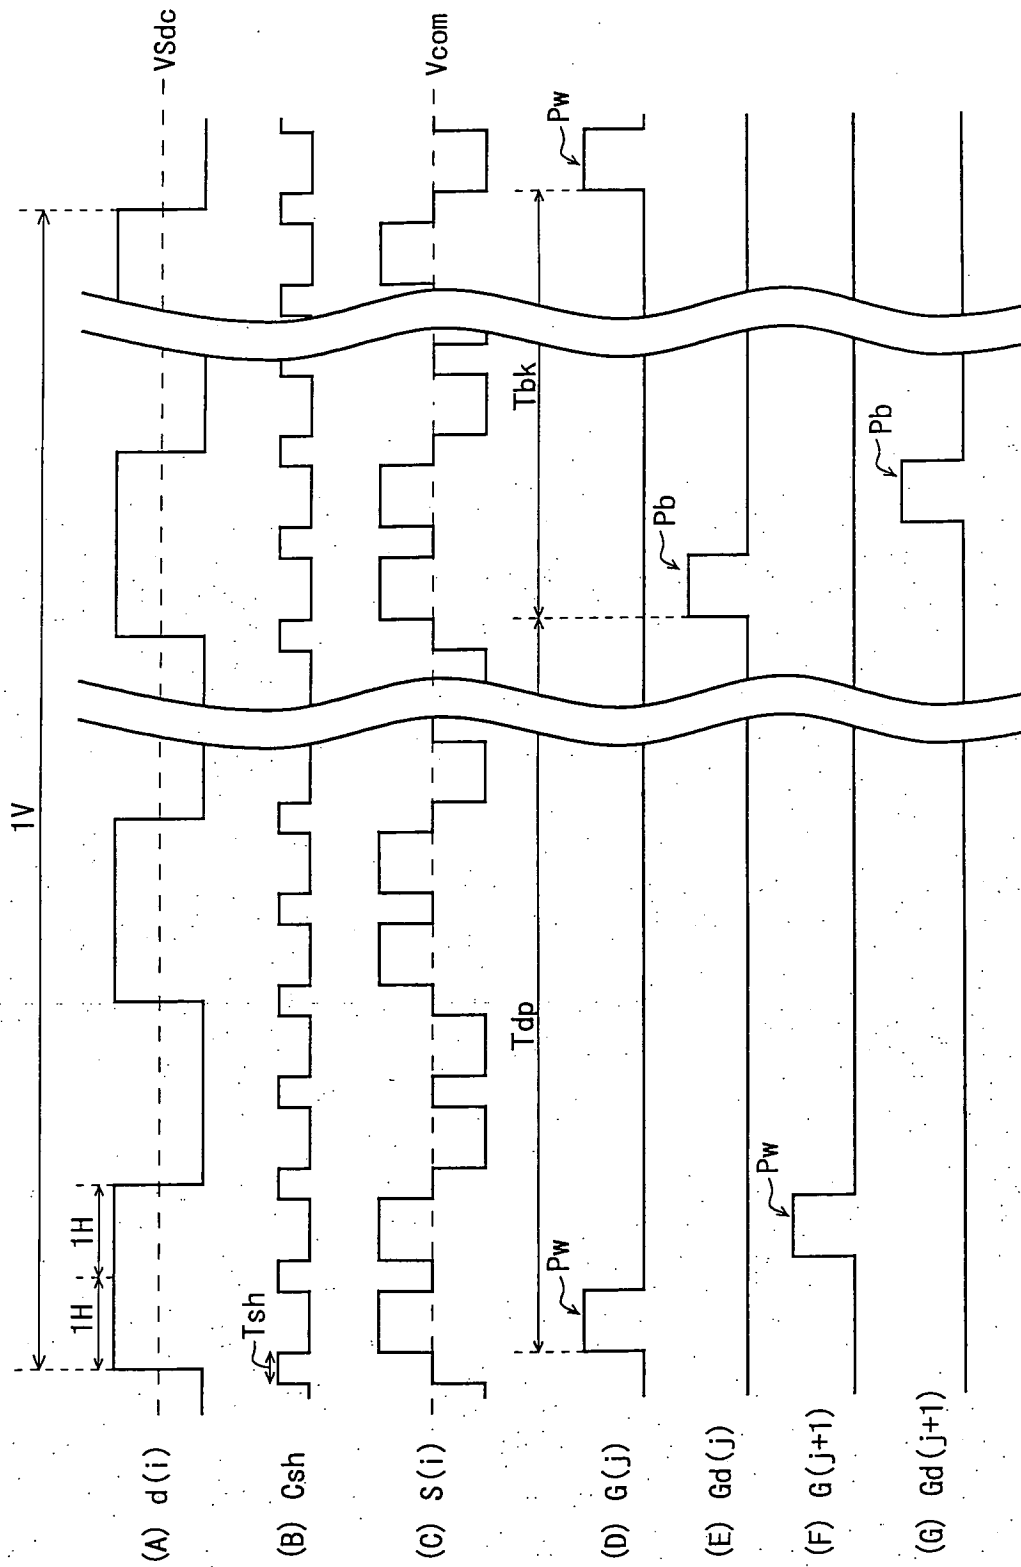 1V
1H
1H
(A) d(i)
VSdc
Tsh
(B) Csh
(C) S(i)
Vcom
Tdp
Tbk
(D) G(j)
Pw
Pw
(E) Gd(j)
Pb
(F) G(j+1)
Pw
(G) Gd(j+1)
Pb